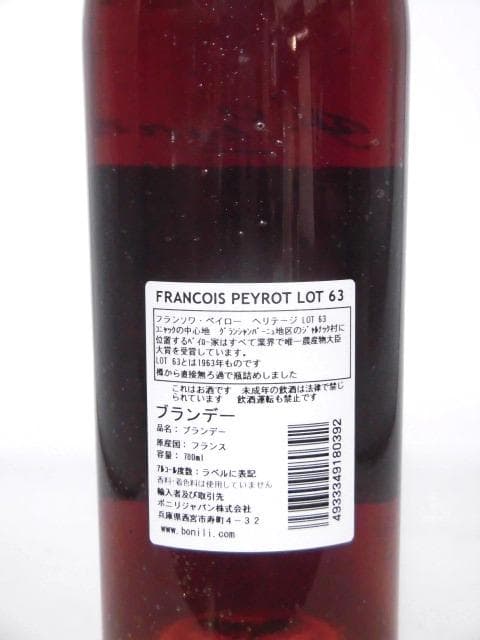 FRANCOIS PEYROT LOT 63
フランソワ・ペイロー　ヘリテージ LOT 63
ｺﾆｬｯｸの中心地　ｸﾞﾗﾝｼｬﾝﾊﾟｰﾆｭ地区のｼﾞｬﾙﾅｯｸ村に
位置するﾍﾟｲﾛｰ家はすべて業界で唯一農産物大臣
大賞を受賞しています。
LOT 63とは1963年ものです
樽から直接無ろ過で瓶詰めしました
これはお酒です　未成年の飲酒は法律で禁じ
られています　飲酒運転も禁止です
ブランデー
品名：ブランデー
原産国：フランス
容量：700ml
ｱﾙｺｰﾙ度数：ラベルに表記
香料・着色料は使用していません
輸入者及び取引先
ボニリジャパン株式会社
兵庫県西宮市寿町４－３２
www.bonili.com
4933349180392